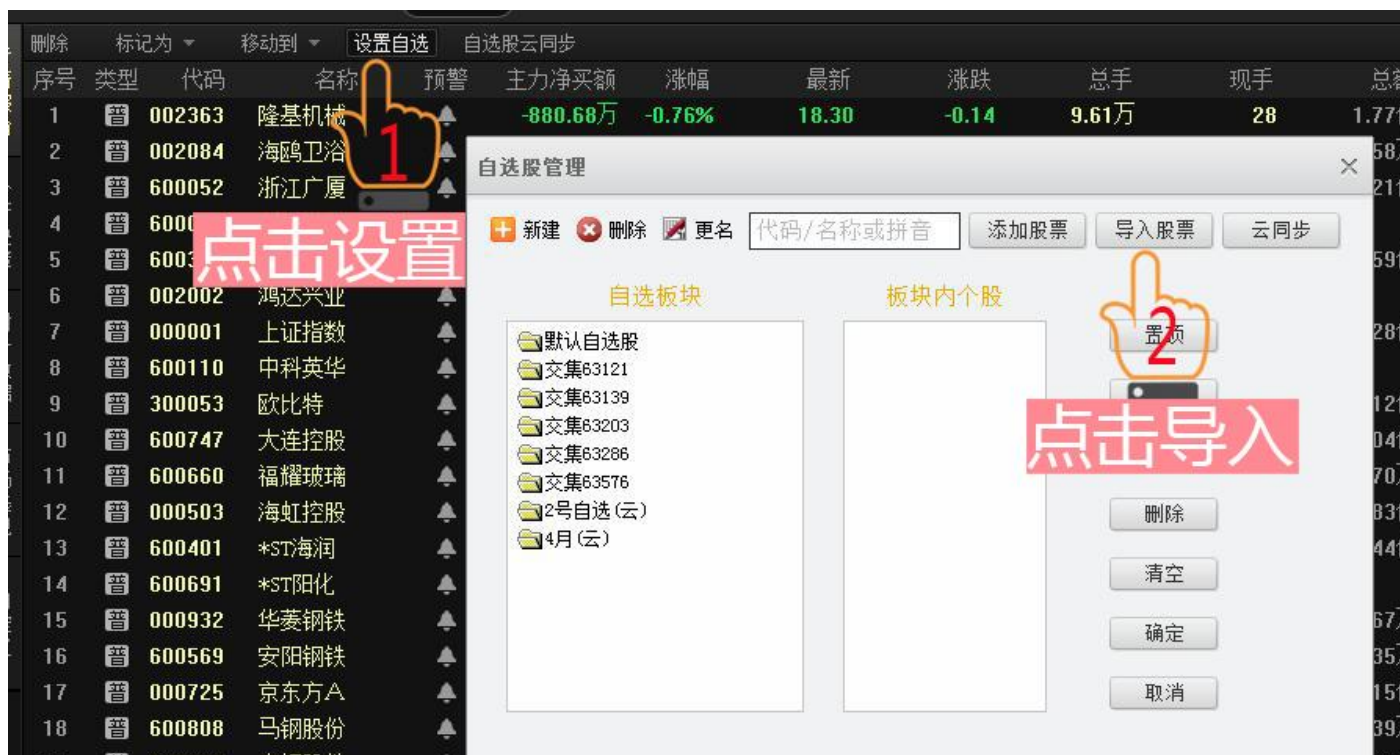 删除 标记为 移动到 设置自选 自选股云同步
序号 类型 代码 名称 预警 主力净买额 涨幅 最新 涨跌 总手 现手
1 普 002363 隆基机械 -880.68万 -0.76% 18.30 -0.14 9.61万 28
2 普 002084 海鸥卫浴
3 普 600052 浙江广厦
4 普
5 普
6 普 002002 鸿达兴业
7 普 000001 上证指数
8 普 600110 中科英华
9 普 300053 欧比特
10 普 600747 大连控股
11 普 600660 福耀玻璃
12 普 000503 海虹控股
13 普 600401 *ST海润
14 普 600691 *ST阳化
15 普 000932 华菱钢铁
16 普 600569 安阳钢铁
17 普 000725 京东方A
18 普 600808 马钢股份
1
点击设置
自选股管理
新建 删除 更名 代码/名称或拼音 添加股票 导入股票 云同步
自选板块 板块内个股
默认自选股
交集63121
交集63139
交集63203
交集63286
交集63576
2号自选(云)
4月(云)
置顶
2
点击导入
删除
清空
确定
取消